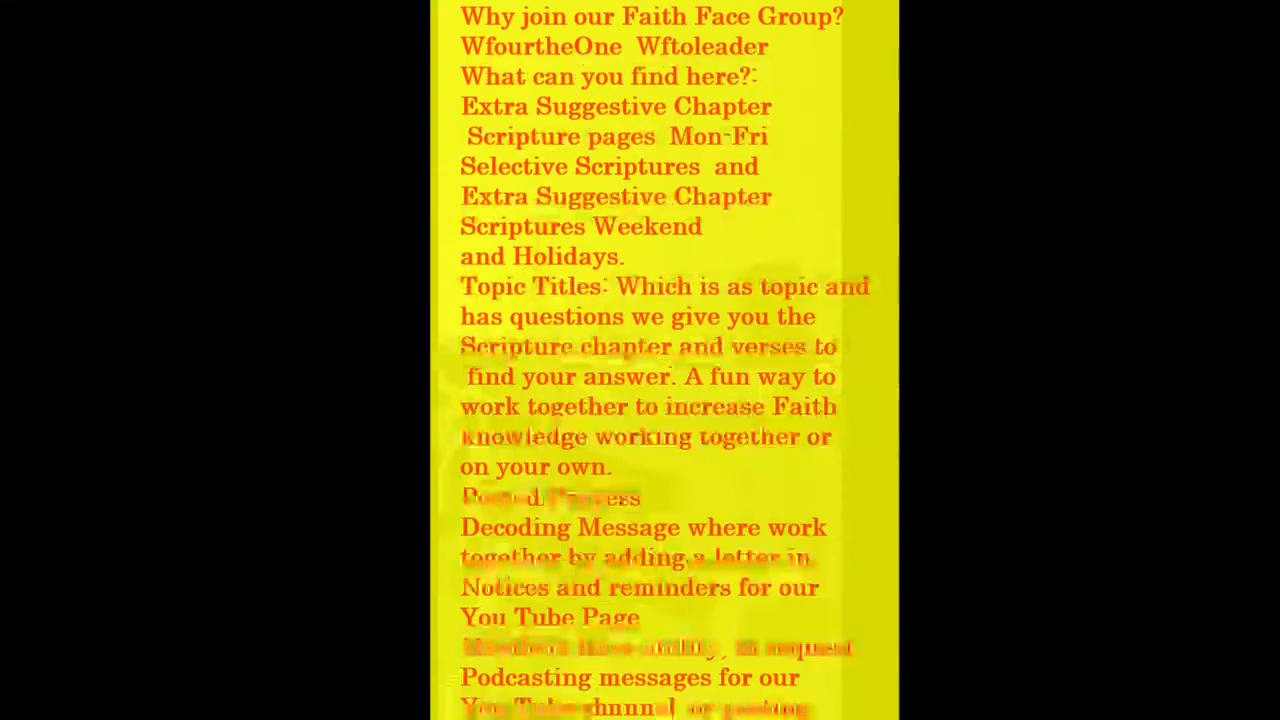 Why join our Faith Face Group?
WfourtheOne Wftoleader
What can you find here?:
Extra Suggestive Chapter
Scripture pages Mon-Fri
Selective Scriptures and
Extra Suggestive Chapter
Scriptures Weekend
and Holidays.
Topic Titles: Which is as topic and
has questions we give you the
Scripture chapter and verses to
find your answer. A fun way to
work together to increase Faith
knowledge working together or
on your own.
Decoding Message where work
together by adding a letter in.
Notices and reminders for our
You Tube Page
request
Podcasting messages for our
You Tube